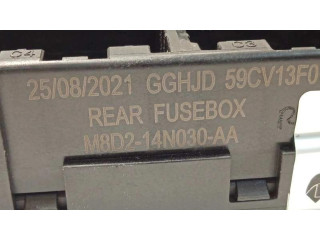 25/08/2021 GGHJD 59CV13F0
REAR FUSEBOX
M8D2-14N030-AA